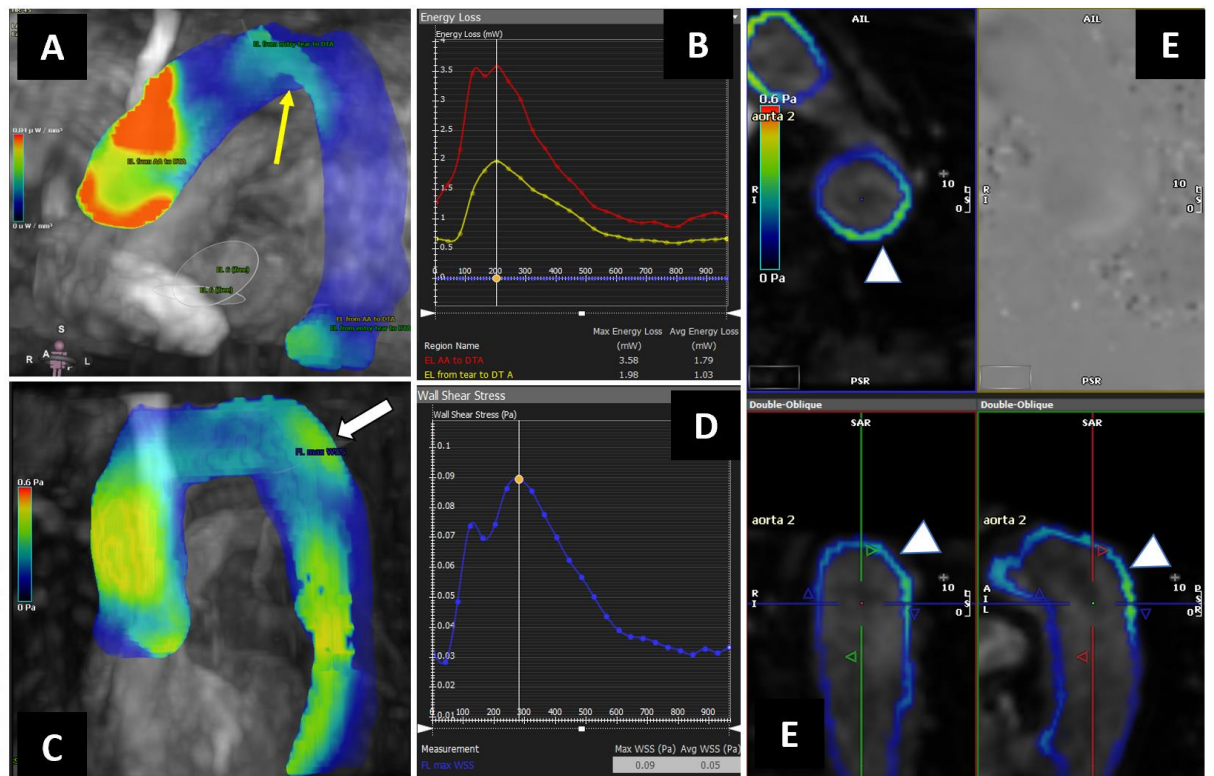 A
EL from entry tear to DTA
0.01 µ W / mm³
EL from AA to DTA
0 µ W / mm³
EL 6 (free)
EL 6 (free)
EL from AA to DTA
EL from entry tear to DTA
S
R A L
B
Energy Loss
Energy Loss (mW)
3.5
3
2.5
2
1.5
1
0.5
0
0 100 200 300 400 500 600 700 800 900
Max Energy Loss Avg Energy Loss
Region Name (mW) (mW)
EL AA to DTA 3.58 1.79
EL from tear to DT A 1.98 1.03
C
FL max WSS
0.6 Pa
0 Pa
D
Wall Shear Stress
Wall Shear Stress (Pa)
0.1
0.09
0.08
0.07
0.06
0.05
0.04
0.03
0.02
0.01
100 200 300 400 500 600 700 800 900
Measurement Max WSS (Pa) Avg WSS (Pa)
FL max WSS 0.09 0.05
E
AIL
0.6 Pa
aorta 2
0 Pa
R I
10
0
PSR
AIL
10
0
PSR
Double-Oblique
SAR
aorta 2
R I
10
0
E
Double-Oblique
SAR
aorta 2
A I L
10
0